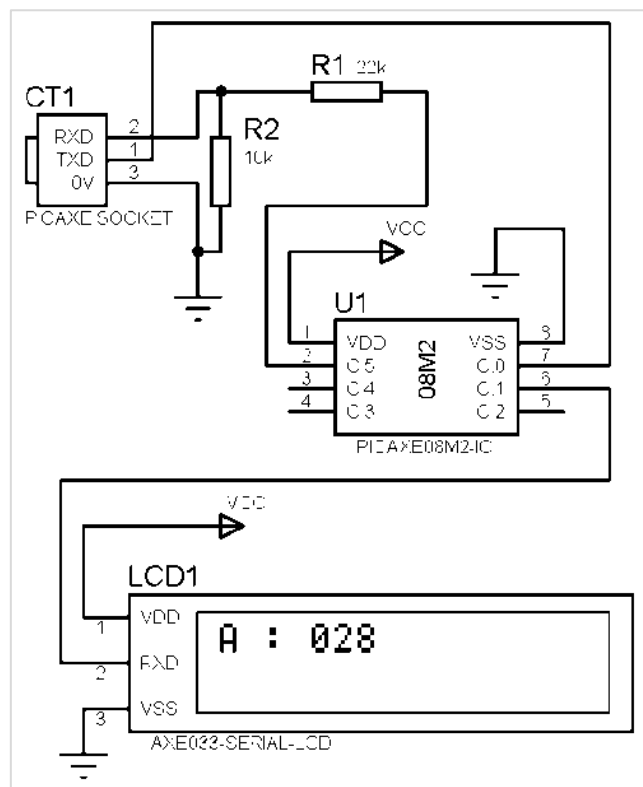 R1 22k
CT1
RXD 2
TXD 1
0V 3
R2
10k
PICAXE SOCKET
VCC
U1
1 VDD VSS 8
2 C.5 C.0 7
3 C.4 C.1 6
4 C.3 C.2 5
08M2
PICAXE08M2-IC
VCC
LCD1
1 VDD
2 RXD
3 VSS
A : 028
AXE033-SERIAL-LCD